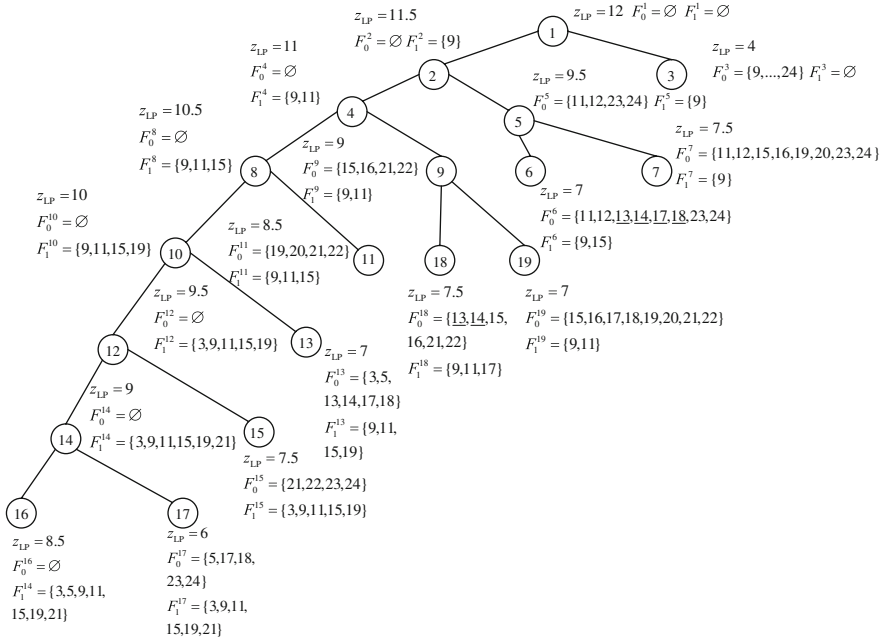 1
z_LP = 12 F_0^1 = ∅ F_1^1 = ∅
z_LP = 11.5
F_0^2 = ∅ F_1^2 = {9}
2
z_LP = 4
F_0^3 = {9,...,24} F_1^3 = ∅
3
z_LP = 11
F_0^4 = ∅
F_1^4 = {9,11}
4
z_LP = 9.5
F_0^5 = {11,12,23,24} F_1^5 = {9}
5
z_LP = 10.5
F_0^8 = ∅
F_1^8 = {9,11,15}
8
z_LP = 9
F_0^9 = {15,16,21,22}
F_1^9 = {9,11}
9
6
z_LP = 7
F_0^6 = {11,12,13,14,17,18,23,24}
F_1^6 = {9,15}
7
z_LP = 7.5
F_0^7 = {11,12,15,16,19,20,23,24}
F_1^7 = {9}
z_LP = 10
F_0^10 = ∅
F_1^10 = {9,11,15,19}
10
z_LP = 8.5
F_0^11 = {19,20,21,22}
F_1^11 = {9,11,15}
11
18
z_LP = 7.5
F_0^18 = {13,14,15,
16,21,22}
F_1^18 = {9,11,17}
19
z_LP = 7
F_0^19 = {15,16,17,18,19,20,21,22}
F_1^19 = {9,11}
z_LP = 9.5
F_0^12 = ∅
F_1^12 = {3,9,11,15,19}
12
13
z_LP = 7
F_0^13 = {3,5,
13,14,17,18}
F_1^13 = {9,11,
15,19}
z_LP = 9
F_0^14 = ∅
F_1^14 = {3,9,11,15,19,21}
14
15
z_LP = 7.5
F_0^15 = {21,22,23,24}
F_1^15 = {3,9,11,15,19}
16
z_LP = 8.5
F_0^16 = ∅
F_1^14 = {3,5,9,11,
15,19,21}
17
z_LP = 6
F_0^17 = {5,17,18,
23,24}
F_1^17 = {3,9,11,
15,19,21}